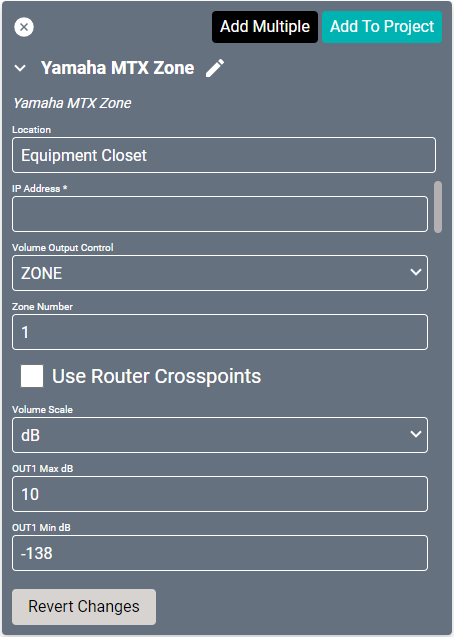 Add Multiple
Add To Project
Yamaha MTX Zone
Yamaha MTX Zone
Location
Equipment Closet
IP Address *
Volume Output Control
ZONE
Zone Number
1
Use Router Crosspoints
Volume Scale
dB
OUT1 Max dB
10
OUT1 Min dB
-138
Revert Changes